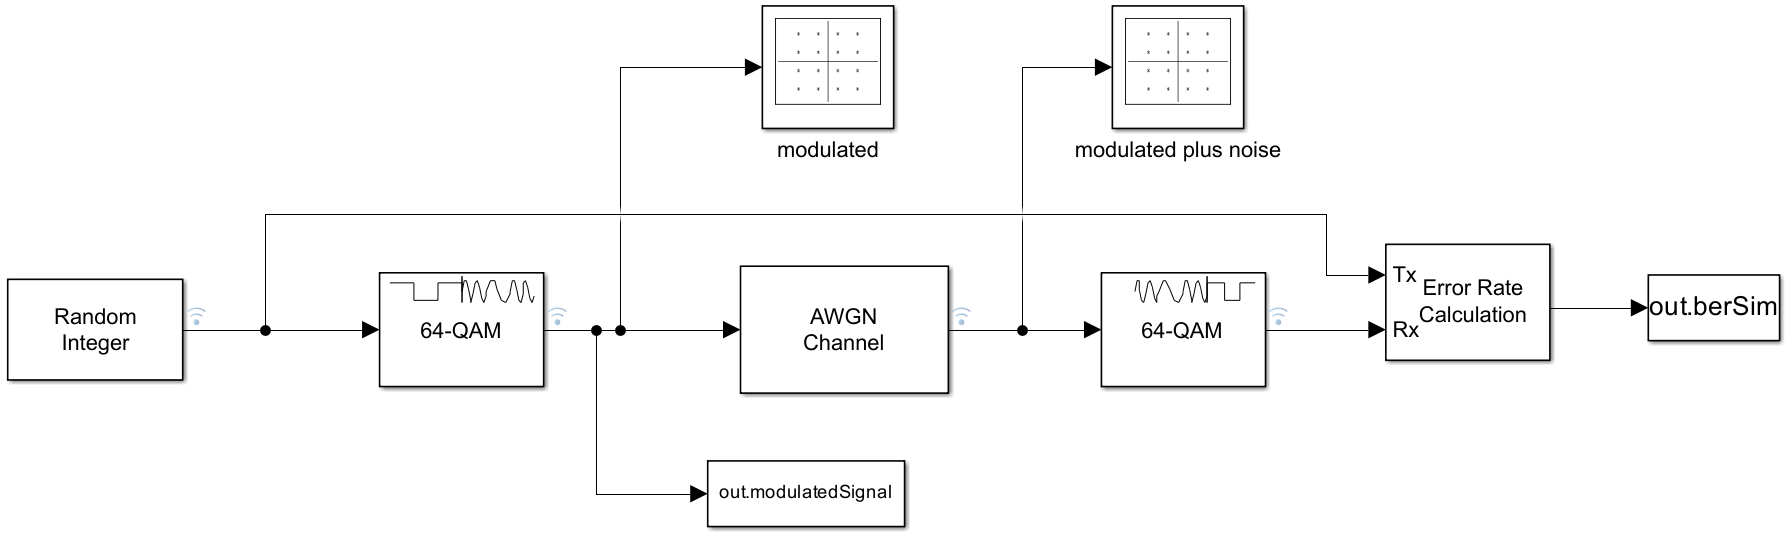 modulated
modulated plus noise
Random
Integer
64-QAM
AWGN
Channel
64-QAM
Tx
Rx
Error Rate
Calculation
out.berSim
out.modulatedSignal